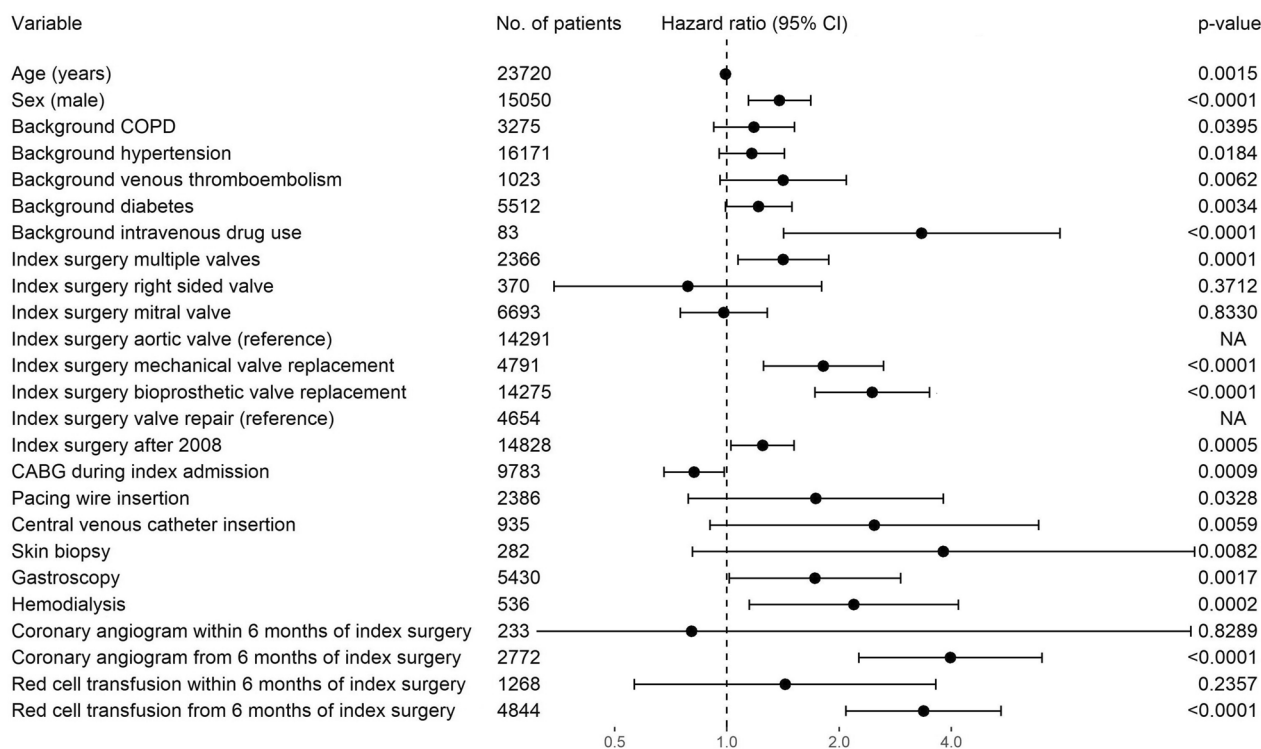 Variable No. of patients Hazard ratio (95% CI) p-value
Age (years) 23720 0.0015
Sex (male) 15050 <0.0001
Background COPD 3275 0.0395
Background hypertension 16171 0.0184
Background venous thromboembolism 1023 0.0062
Background diabetes 5512 0.0034
Background intravenous drug use 83 <0.0001
Index surgery multiple valves 2366 0.0001
Index surgery right sided valve 370 0.3712
Index surgery mitral valve 6693 0.8330
Index surgery aortic valve (reference) 14291 NA
Index surgery mechanical valve replacement 4791 <0.0001
Index surgery bioprosthetic valve replacement 14275 <0.0001
Index surgery valve repair (reference) 4654 NA
Index surgery after 2008 14828 0.0005
CABG during index admission 9783 0.0009
Pacing wire insertion 2386 0.0328
Central venous catheter insertion 935 0.0059
Skin biopsy 282 0.0082
Gastroscopy 5430 0.0017
Hemodialysis 536 0.0002
Coronary angiogram within 6 months of index surgery 233 0.8289
Coronary angiogram from 6 months of index surgery 2772 <0.0001
Red cell transfusion within 6 months of index surgery 1268 0.2357
Red cell transfusion from 6 months of index surgery 4844 <0.0001
0.5 1.0 2.0 4.0